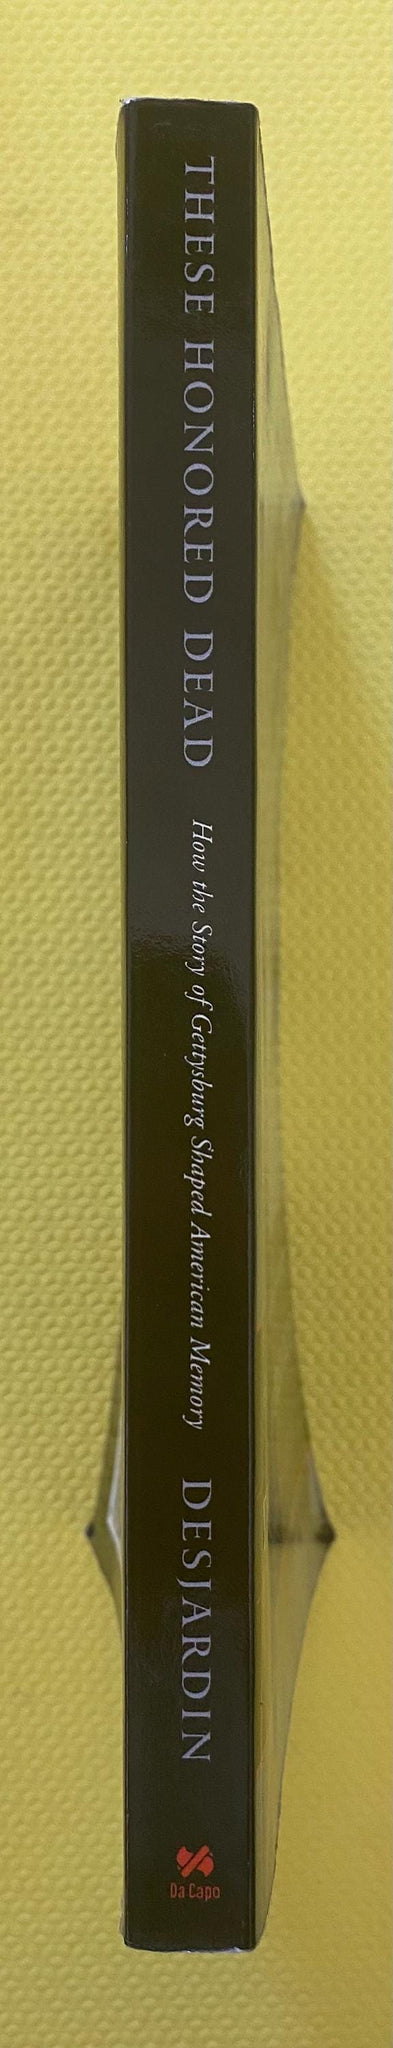 THESE HONORED DEAD
How the Story of Gettysburg Shaped American Memory
DESJARDIN
Da Capo